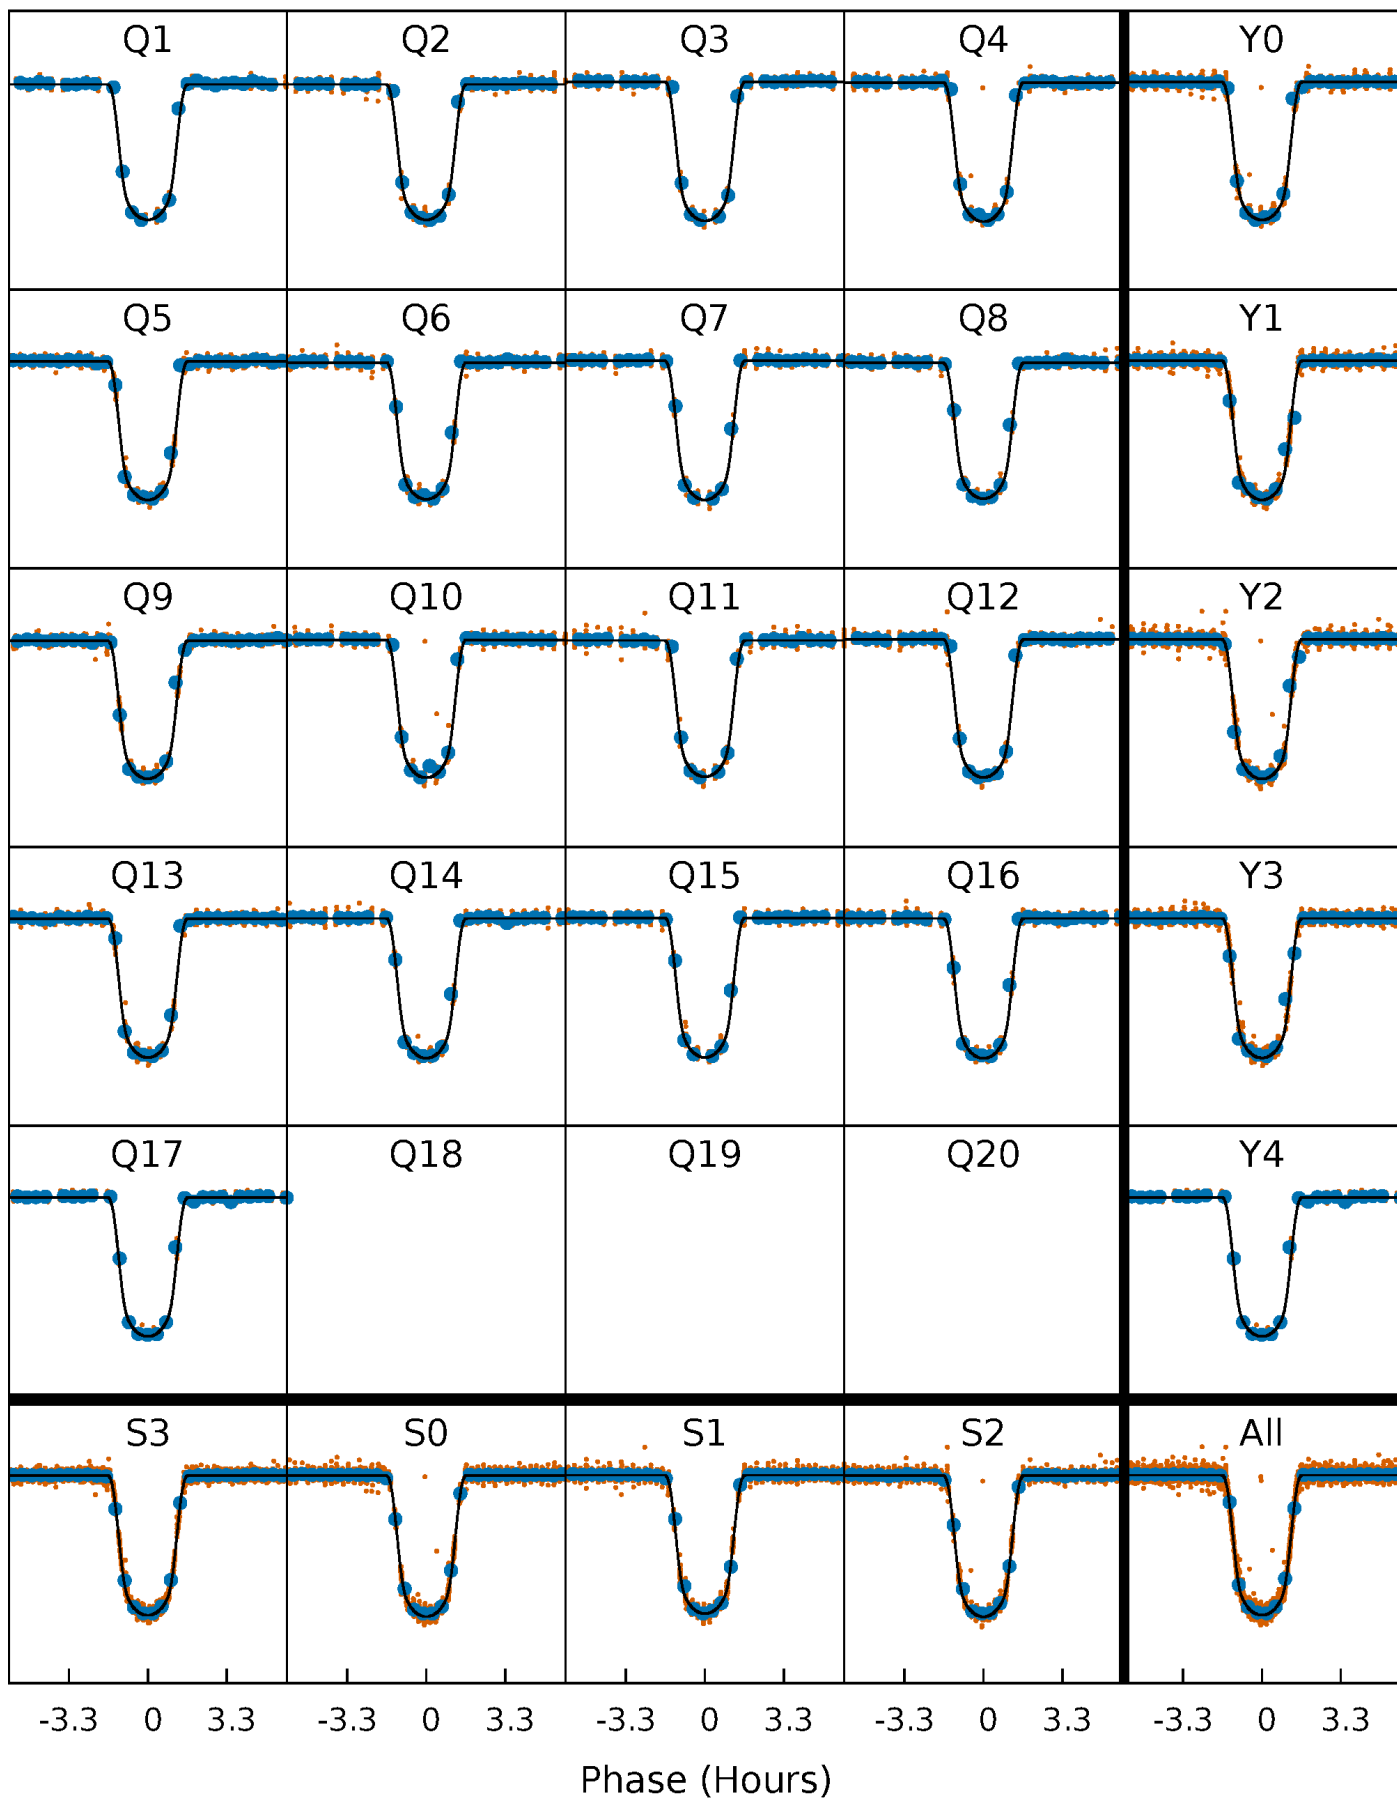 Q1 Q2 Q3 Q4 Y0
Q5 Q6 Q7 Q8 Y1
Q9 Q10 Q11 Q12 Y2
Q13 Q14 Q15 Q16 Y3
Q17 Q18 Q19 Q20 Y4
S3 S0 S1 S2 All
-3.3 0 3.3 -3.3 0 3.3 -3.3 0 3.3 -3.3 0 3.3 -3.3 0 3.3
Phase (Hours)